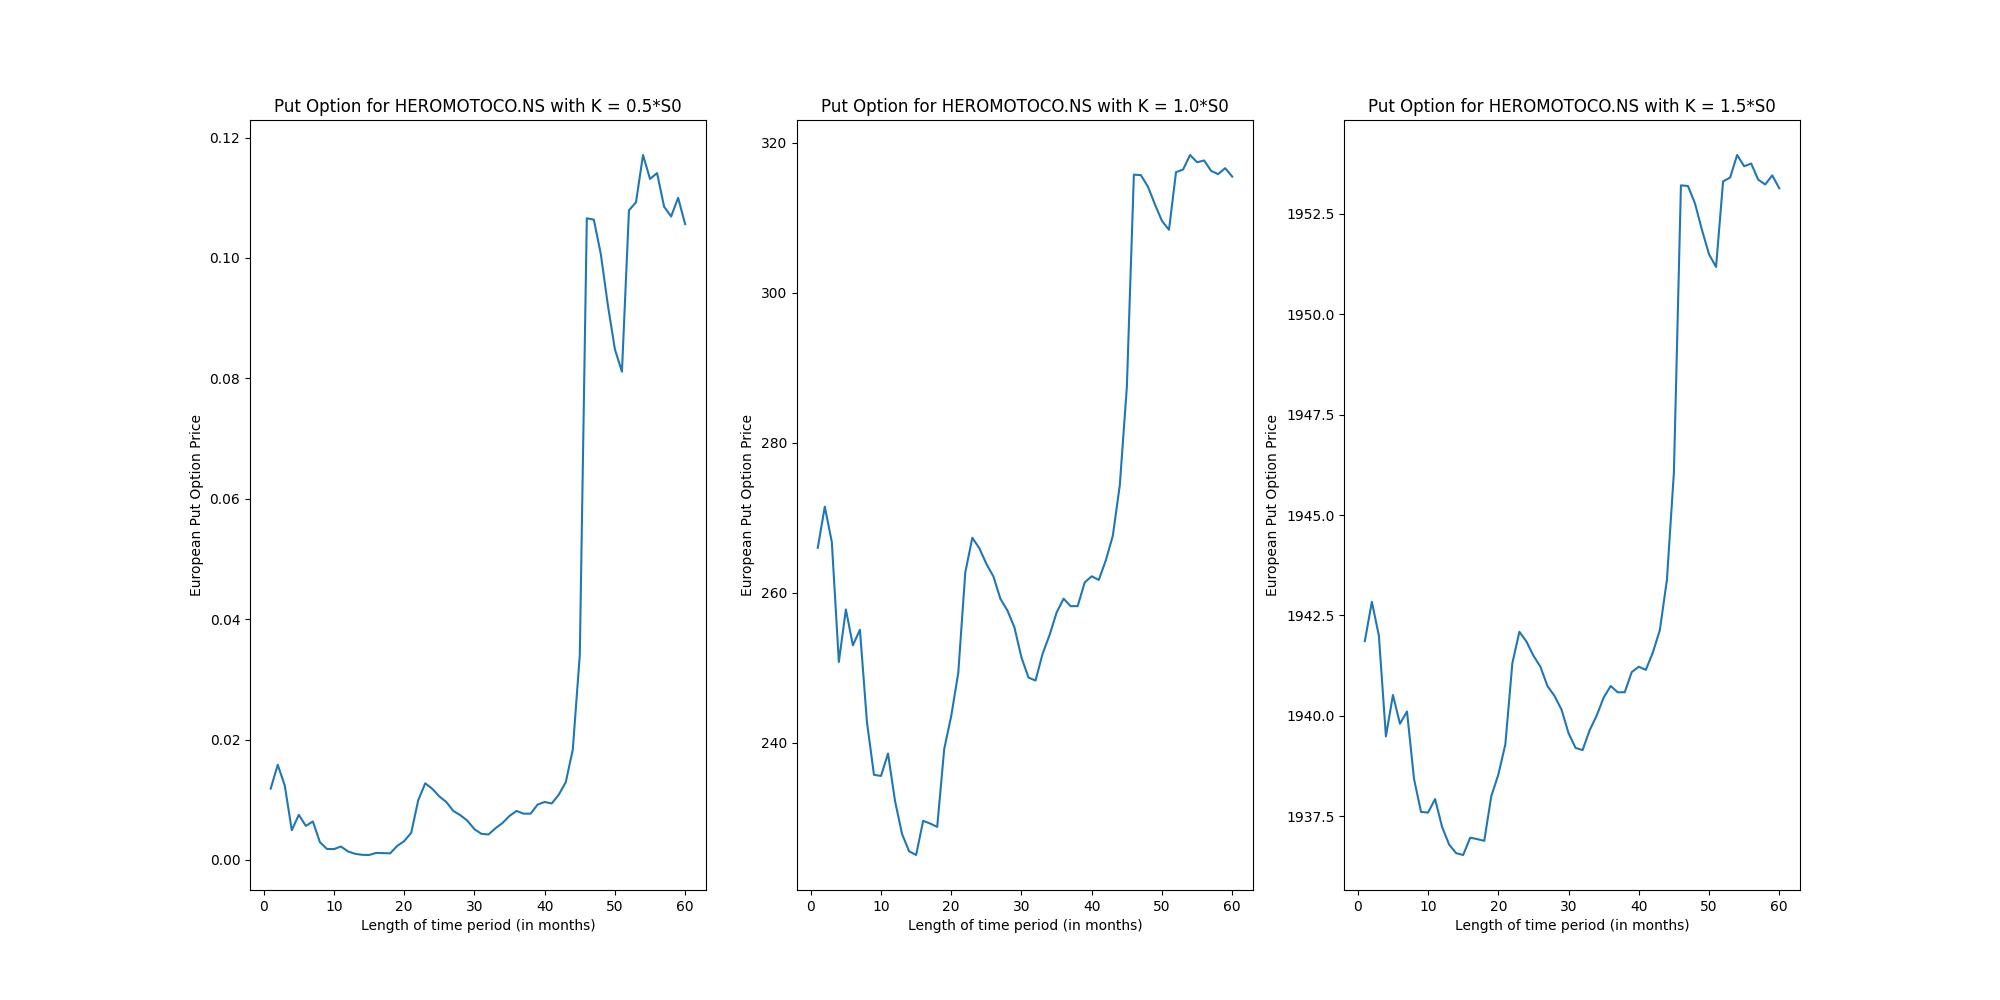 Put Option for HEROMOTOCO.NS with K = 0.5*S0
0.12
0.10
0.08
0.06
0.04
0.02
0.00
European Put Option Price
0 10 20 30 40 50 60
Length of time period (in months)
Put Option for HEROMOTOCO.NS with K = 1.0*S0
320
300
280
260
240
European Put Option Price
0 10 20 30 40 50 60
Length of time period (in months)
Put Option for HEROMOTOCO.NS with K = 1.5*S0
1952.5
1950.0
1947.5
1945.0
1942.5
1940.0
1937.5
European Put Option Price
0 10 20 30 40 50 60
Length of time period (in months)